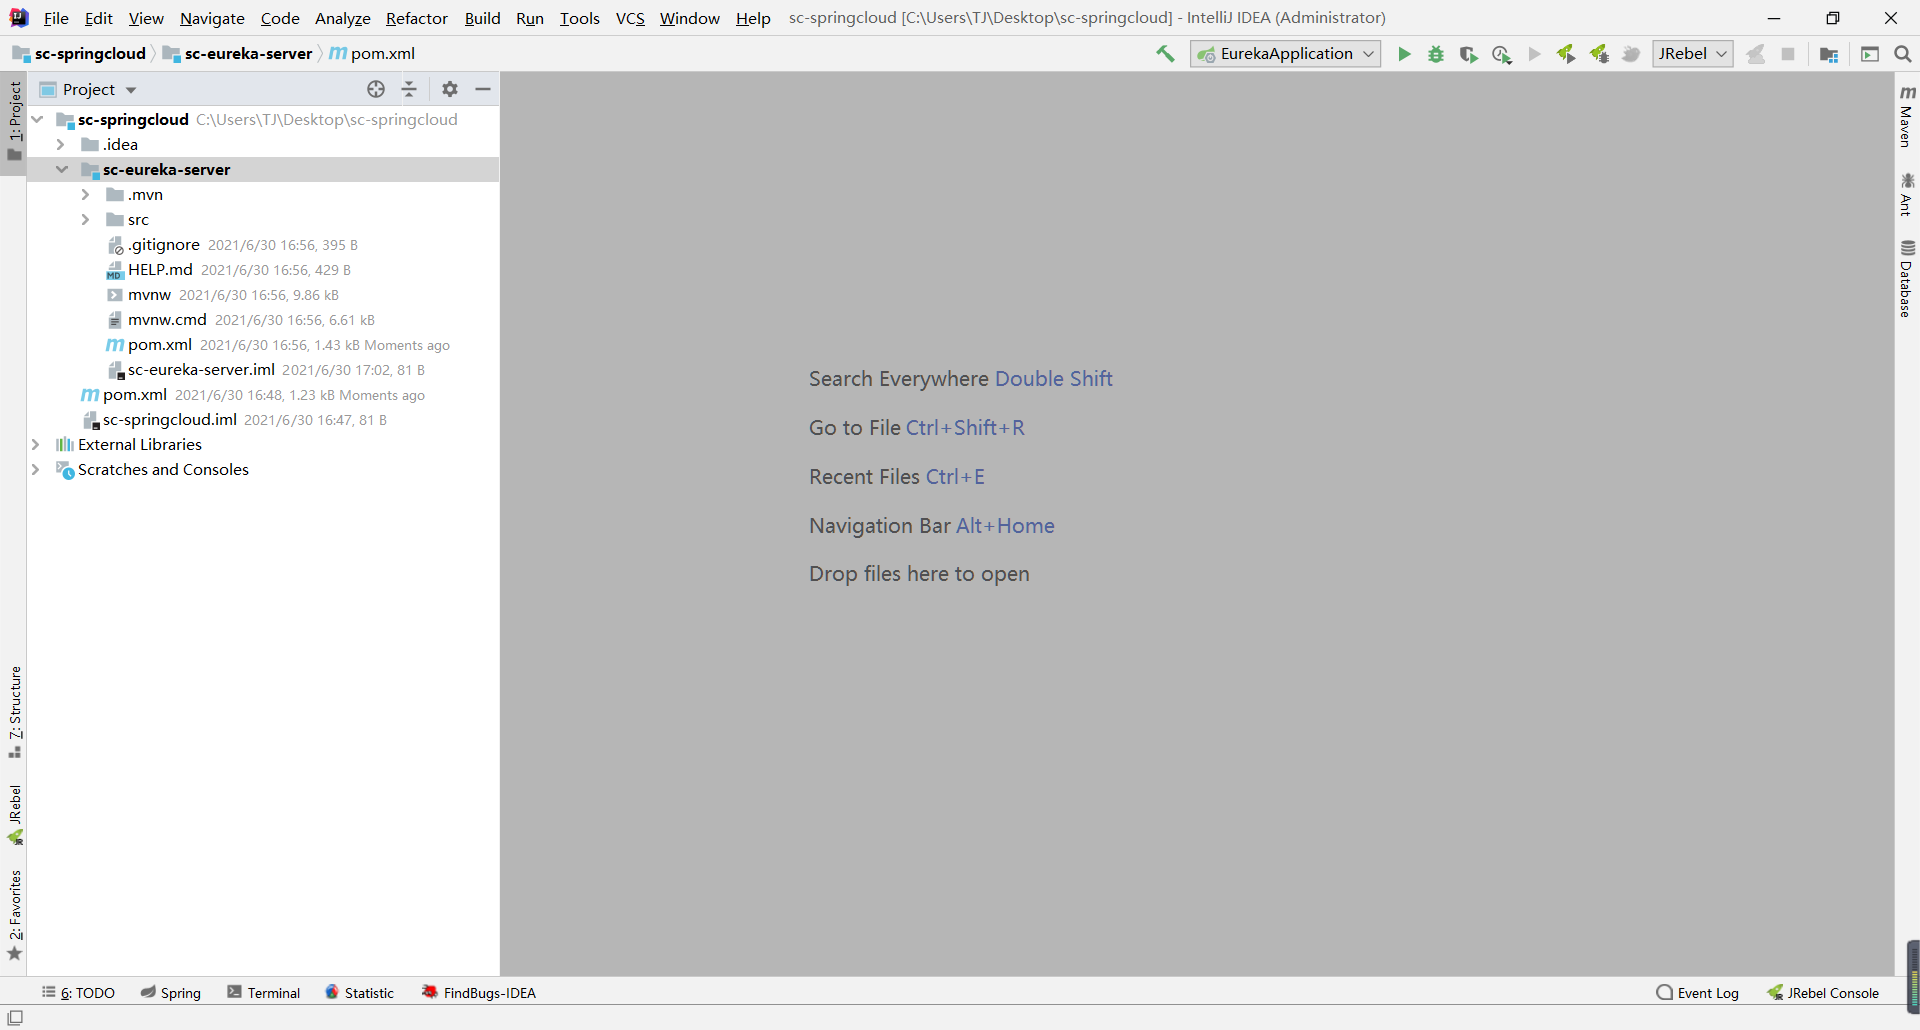 File Edit View Navigate Code Analyze Refactor Build Run Tools VCS Window Help sc-springcloud [C:\Users\TJ\Desktop\sc-springcloud] - IntelliJ IDEA (Administrator)
sc-springcloud sc-eureka-server m pom.xml EurekaApplication JRebel
Project
sc-springcloud C:\Users\TJ\Desktop\sc-springcloud
.idea
sc-eureka-server
.mvn
src
.gitignore 2021/6/30 16:56, 395 B
HELP.md 2021/6/30 16:56, 429 B
mvnw 2021/6/30 16:56, 9.86 kB
mvnw.cmd 2021/6/30 16:56, 6.61 kB
pom.xml 2021/6/30 16:56, 1.43 kB Moments ago
sc-eureka-server.iml 2021/6/30 17:02, 81 B
pom.xml 2021/6/30 16:48, 1.23 kB Moments ago
sc-springcloud.iml 2021/6/30 16:47, 81 B
External Libraries
Scratches and Consoles
1: Project
7: Structure
JRebel
2: Favorites
Search Everywhere Double Shift
Go to File Ctrl+Shift+R
Recent Files Ctrl+E
Navigation Bar Alt+Home
Drop files here to open
Maven
Ant
Database
6: TODO Spring Terminal Statistic FindBugs-IDEA Event Log JRebel Console